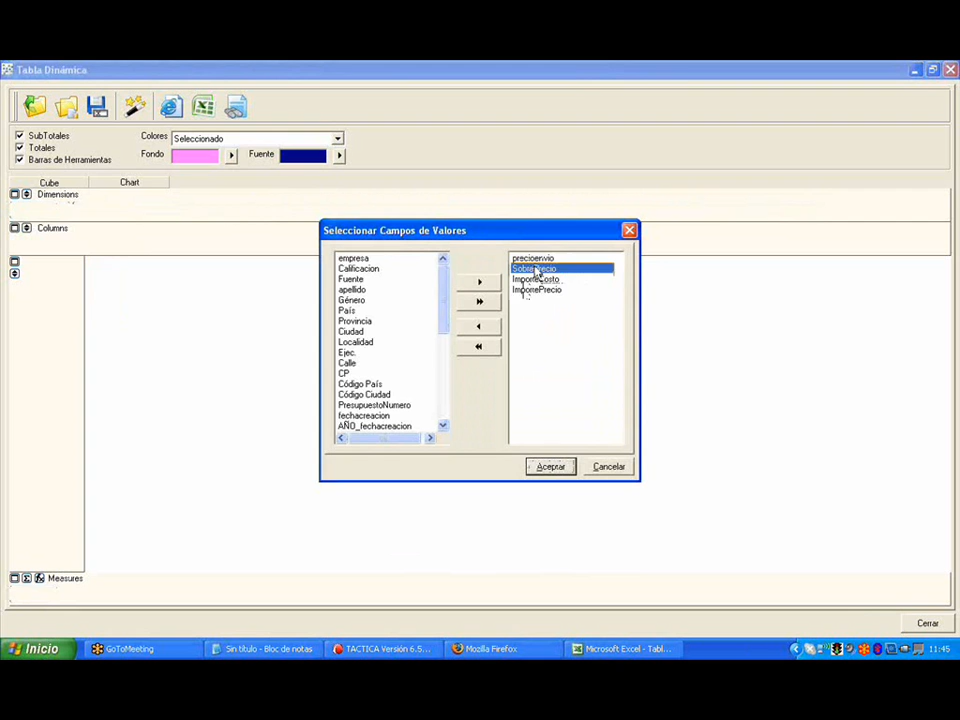 Tabla Dinámica
SubTotales
Totales
Barras de Herramientas
Colores
Seleccionado
Fondo
Fuente
Cube
Chart
Dimensions
Columns
Seleccionar Campos de Valores
empresa
Calificacion
Fuente
apellido
Género
País
Provincia
Ciudad
Localidad
Ejec.
Calle
CP
Código País
Código Ciudad
PresupuestoNumero
fechacreacion
AÑO_fechacreacion
precioenvio
SobrePrecio
ImporteCosto
ImportePrecio
Aceptar
Cancelar
Measures
Cerrar
Inicio
GoToMeeting
Sin título - Bloc de notas
TACTICA Versión 6.5...
Mozilla Firefox
Microsoft Excel - Tabl...
11:45